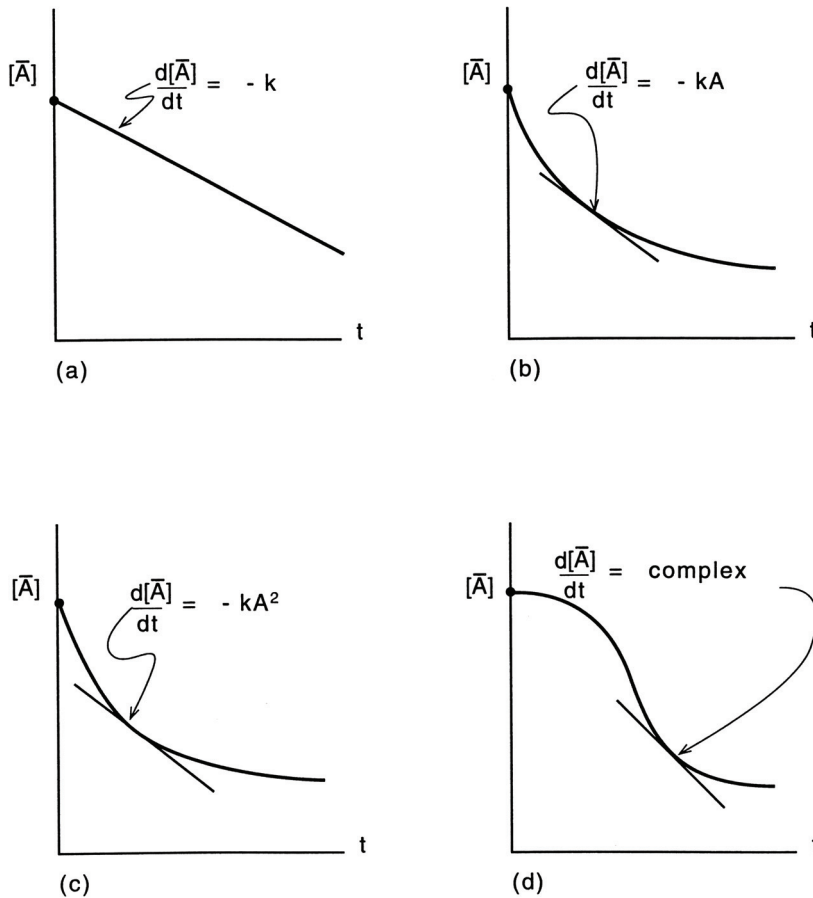 [A̅] d[A̅]/dt = - k
t
(a)
[A̅] d[A̅]/dt = - kA
t
(b)
[A̅] d[A̅]/dt = - kA²
t
(c)
[A̅] d[A̅]/dt = complex
t
(d)